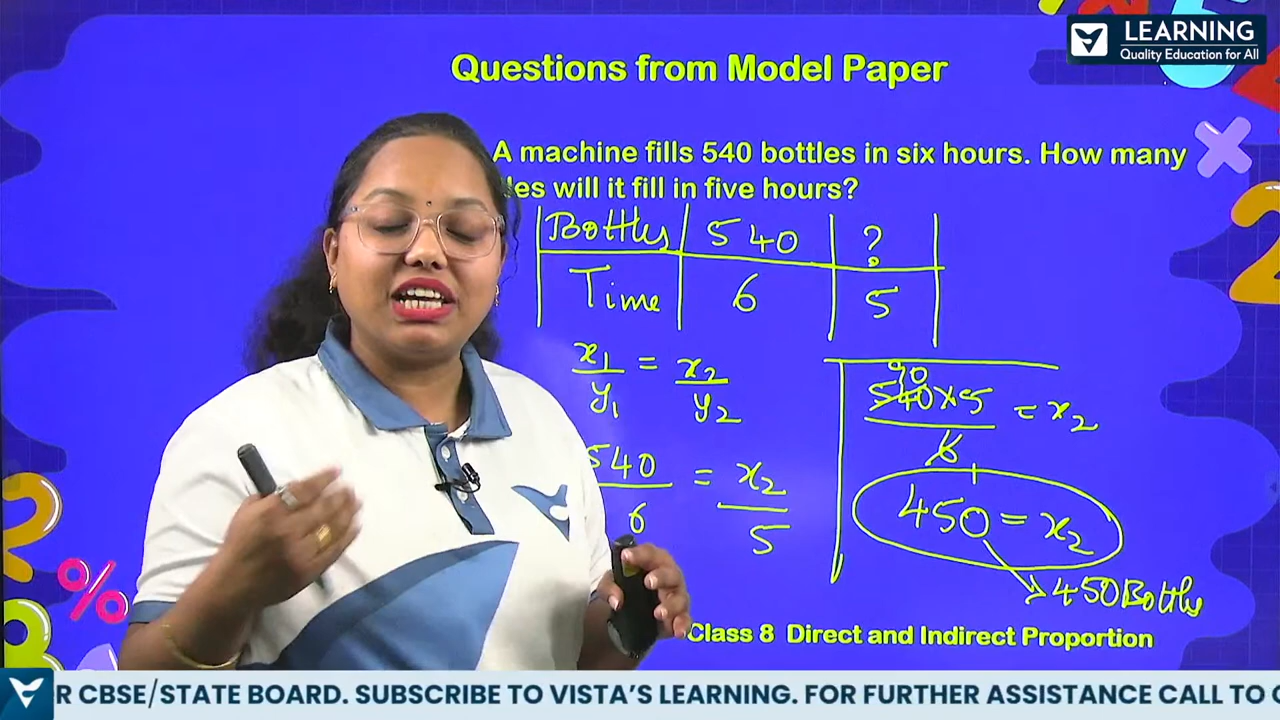 LEARNING
Quality Education for All
Questions from Model Paper
A machine fills 540 bottles in six hours. How many
les will it fill in five hours?
Bottles 540 ?
Time 6 5
x₁/y₁ = x₂/y₂
540/6 = x₂/5
90
540×5/6 = x₂
1
450 = x₂
450 Bottles
Class 8 Direct and Indirect Proportion
R CBSE/STATE BOARD. SUBSCRIBE TO VISTA'S LEARNING. FOR FURTHER ASSISTANCE CALL TO